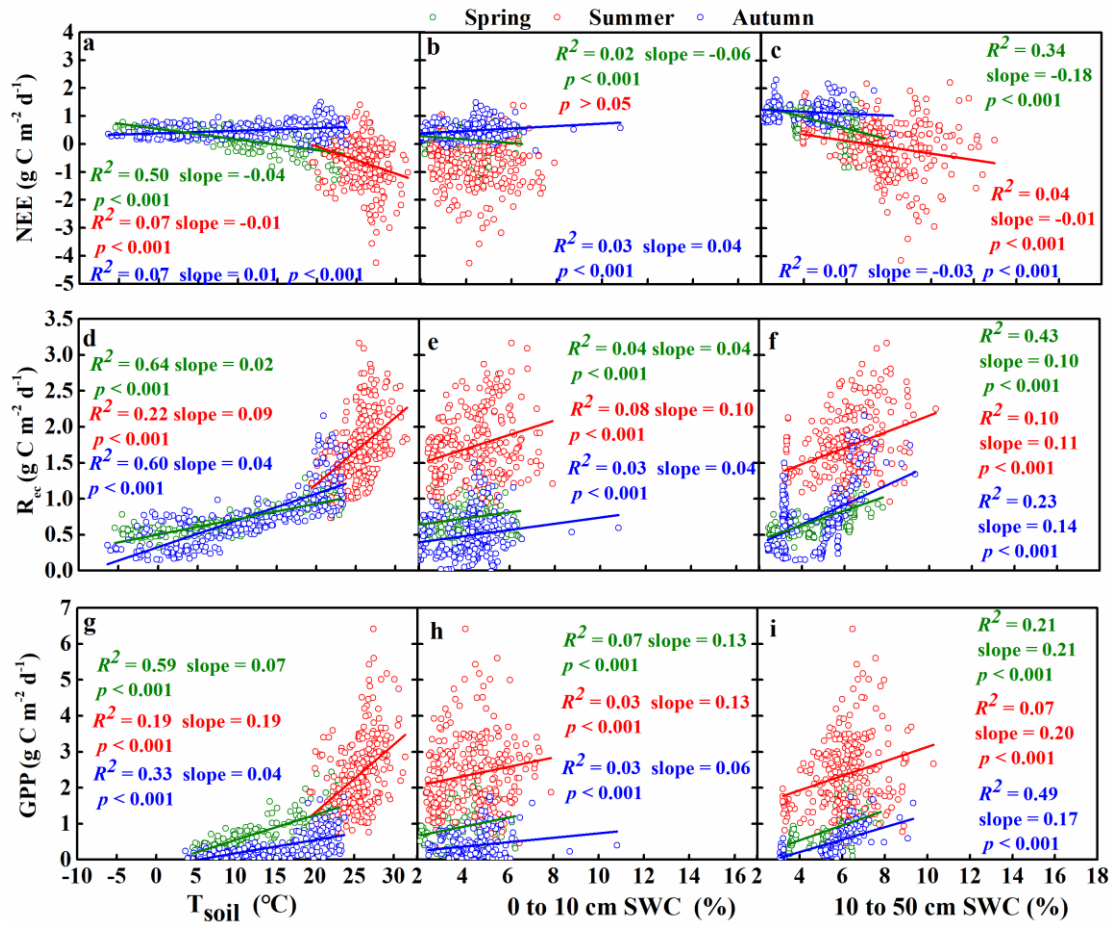 Spring Summer Autumn
NEE (g C m-2 d-1)
4
3
2
1
0
-1
-2
-3
-4
-5
a
R2 = 0.50 slope = -0.04
p < 0.001
R2 = 0.07 slope = -0.01
p < 0.001
R2 = 0.07 slope = 0.01 p < 0.001
b
R2 = 0.02 slope = -0.06
p < 0.001
p > 0.05
R2 = 0.03 slope = 0.04
p < 0.001
c
R2 = 0.34
slope = -0.18
p < 0.001
R2 = 0.04
slope = -0.01
p < 0.001
R2 = 0.07 slope = -0.03 p < 0.001
Rec (g C m-2 d-1)
3.5
3.0
2.5
2.0
1.5
1.0
0.5
0.0
d
R2 = 0.64 slope = 0.02
p < 0.001
R2 = 0.22 slope = 0.09
p < 0.001
R2 = 0.60 slope = 0.04
p < 0.001
e
R2 = 0.04 slope = 0.04
p < 0.001
R2 = 0.08 slope = 0.10
p < 0.001
R2 = 0.03 slope = 0.04
p < 0.001
f
R2 = 0.43
slope = 0.10
p < 0.001
R2 = 0.10
slope = 0.11
p < 0.001
R2 = 0.23
slope = 0.14
p < 0.001
GPP (g C m-2 d-1)
7
6
5
4
3
2
1
0
g
R2 = 0.59 slope = 0.07
p < 0.001
R2 = 0.19 slope = 0.19
p < 0.001
R2 = 0.33 slope = 0.04
p < 0.001
h
R2 = 0.07 slope = 0.13
p < 0.001
R2 = 0.03 slope = 0.13
p < 0.001
R2 = 0.03 slope = 0.06
p < 0.001
i
R2 = 0.21
slope = 0.21
p < 0.001
R2 = 0.07
slope = 0.20
p < 0.001
R2 = 0.49
slope = 0.17
p < 0.001
-10 -5 0 5 10 15 20 25 30 2 4 6 8 10 12 14 16 2 4 6 8 10 12 14 16 18
Tsoil (°C)
0 to 10 cm SWC (%)
10 to 50 cm SWC (%)